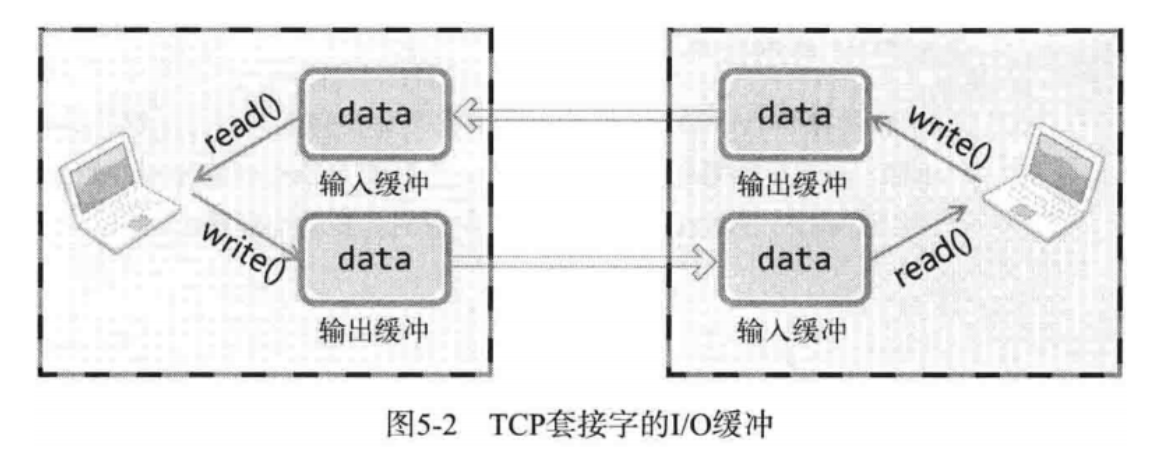 read()
data
输入缓冲
write()
data
输出缓冲
data
输出缓冲
write()
data
输入缓冲
read()
图5-2 TCP套接字的I/O缓冲